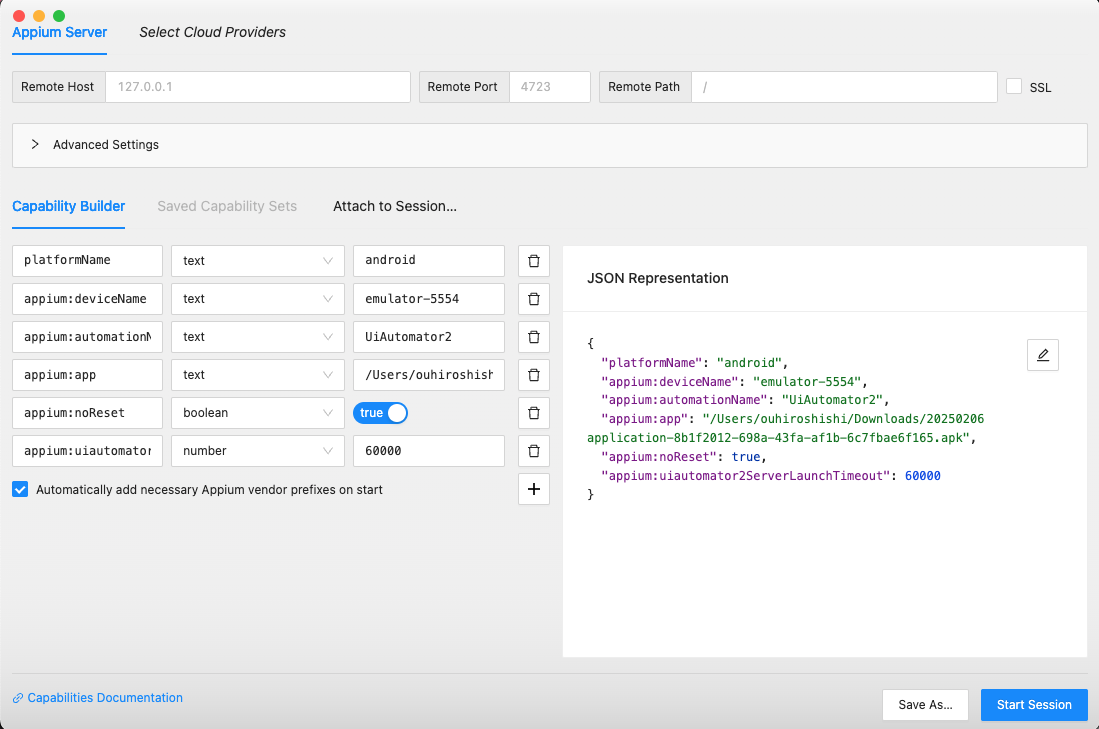 Appium Server Select Cloud Providers
Remote Host 127.0.0.1 Remote Port 4723 Remote Path / SSL
Advanced Settings
Capability Builder Saved Capability Sets Attach to Session...
platformName text android
appium:deviceName text emulator-5554
appium:automationN text UiAutomator2
appium:app text /Users/ouhiroshish
appium:noReset boolean true
appium:uiautomator number 60000
Automatically add necessary Appium vendor prefixes on start
JSON Representation
{
"platformName": "android",
"appium:deviceName": "emulator-5554",
"appium:automationName": "UiAutomator2",
"appium:app": "/Users/ouhiroshishi/Downloads/20250206
application-8b1f2012-698a-43fa-af1b-6c7fbae6f165.apk",
"appium:noReset": true,
"appium:uiautomator2ServerLaunchTimeout": 60000
}
Capabilities Documentation
Save As... Start Session